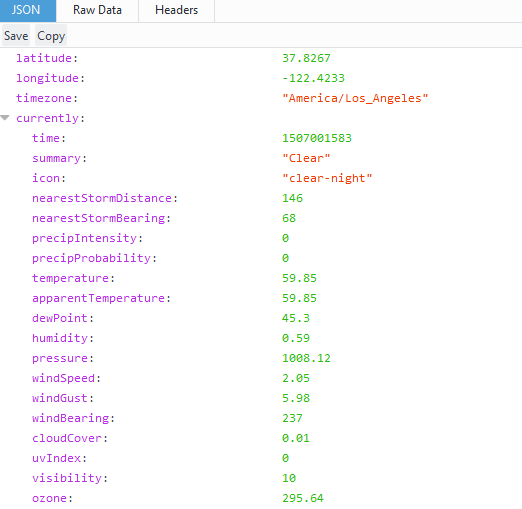 JSON Raw Data Headers
Save Copy
latitude: 37.8267
longitude: -122.4233
timezone: "America/Los_Angeles"
currently:
time: 1507001583
summary: "Clear"
icon: "clear-night"
nearestStormDistance: 146
nearestStormBearing: 68
precipIntensity: 0
precipProbability: 0
temperature: 59.85
apparentTemperature: 59.85
dewPoint: 45.3
humidity: 0.59
pressure: 1008.12
windSpeed: 2.05
windGust: 5.98
windBearing: 237
cloudCover: 0.01
uvIndex: 0
visibility: 10
ozone: 295.64